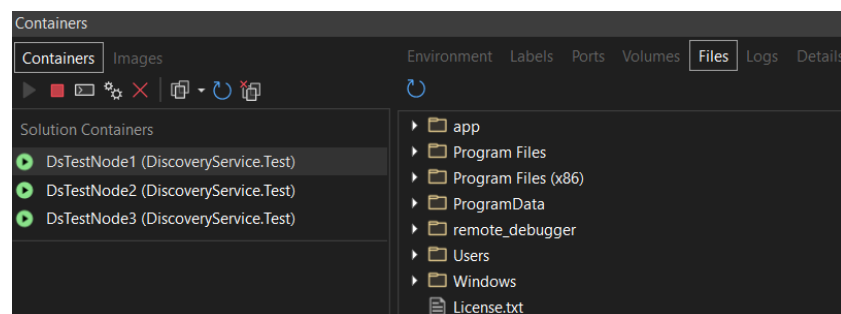 Containers
Containers Images
Environment Labels Ports Volumes Files Logs Details
Solution Containers
DsTestNode1 (DiscoveryService.Test)
DsTestNode2 (DiscoveryService.Test)
DsTestNode3 (DiscoveryService.Test)
app
Program Files
Program Files (x86)
ProgramData
remote_debugger
Users
Windows
License.txt